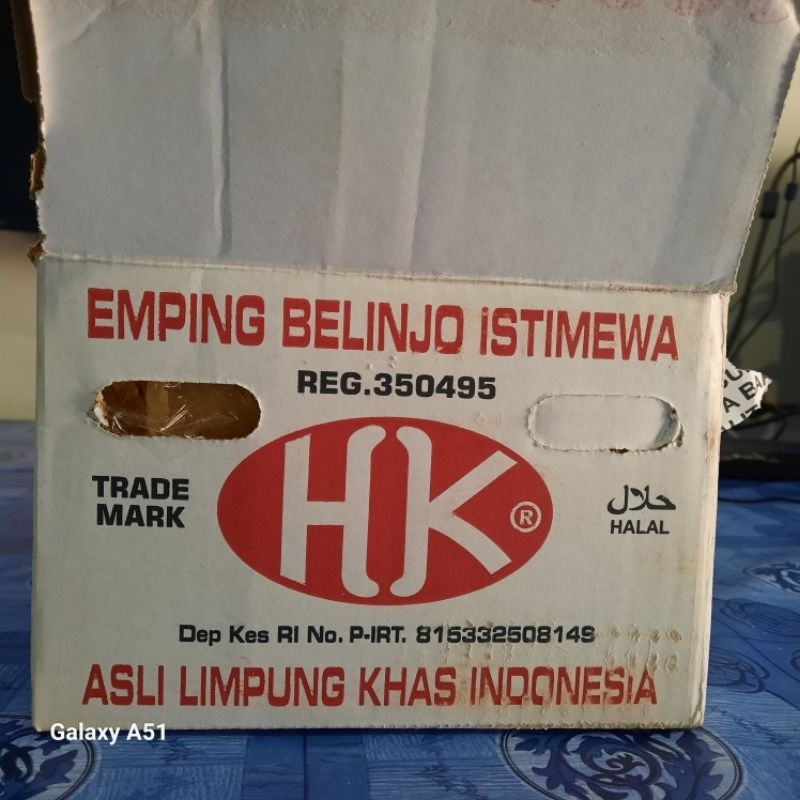 EMPING BELINJO ISTIMEWA
REG.350495
TRADE
MARK
HK®
حلال
HALAL
Dep Kes RI No. P-IRT. 815332508149
ASLI LIMPUNG KHAS INDONESIA
Galaxy A51